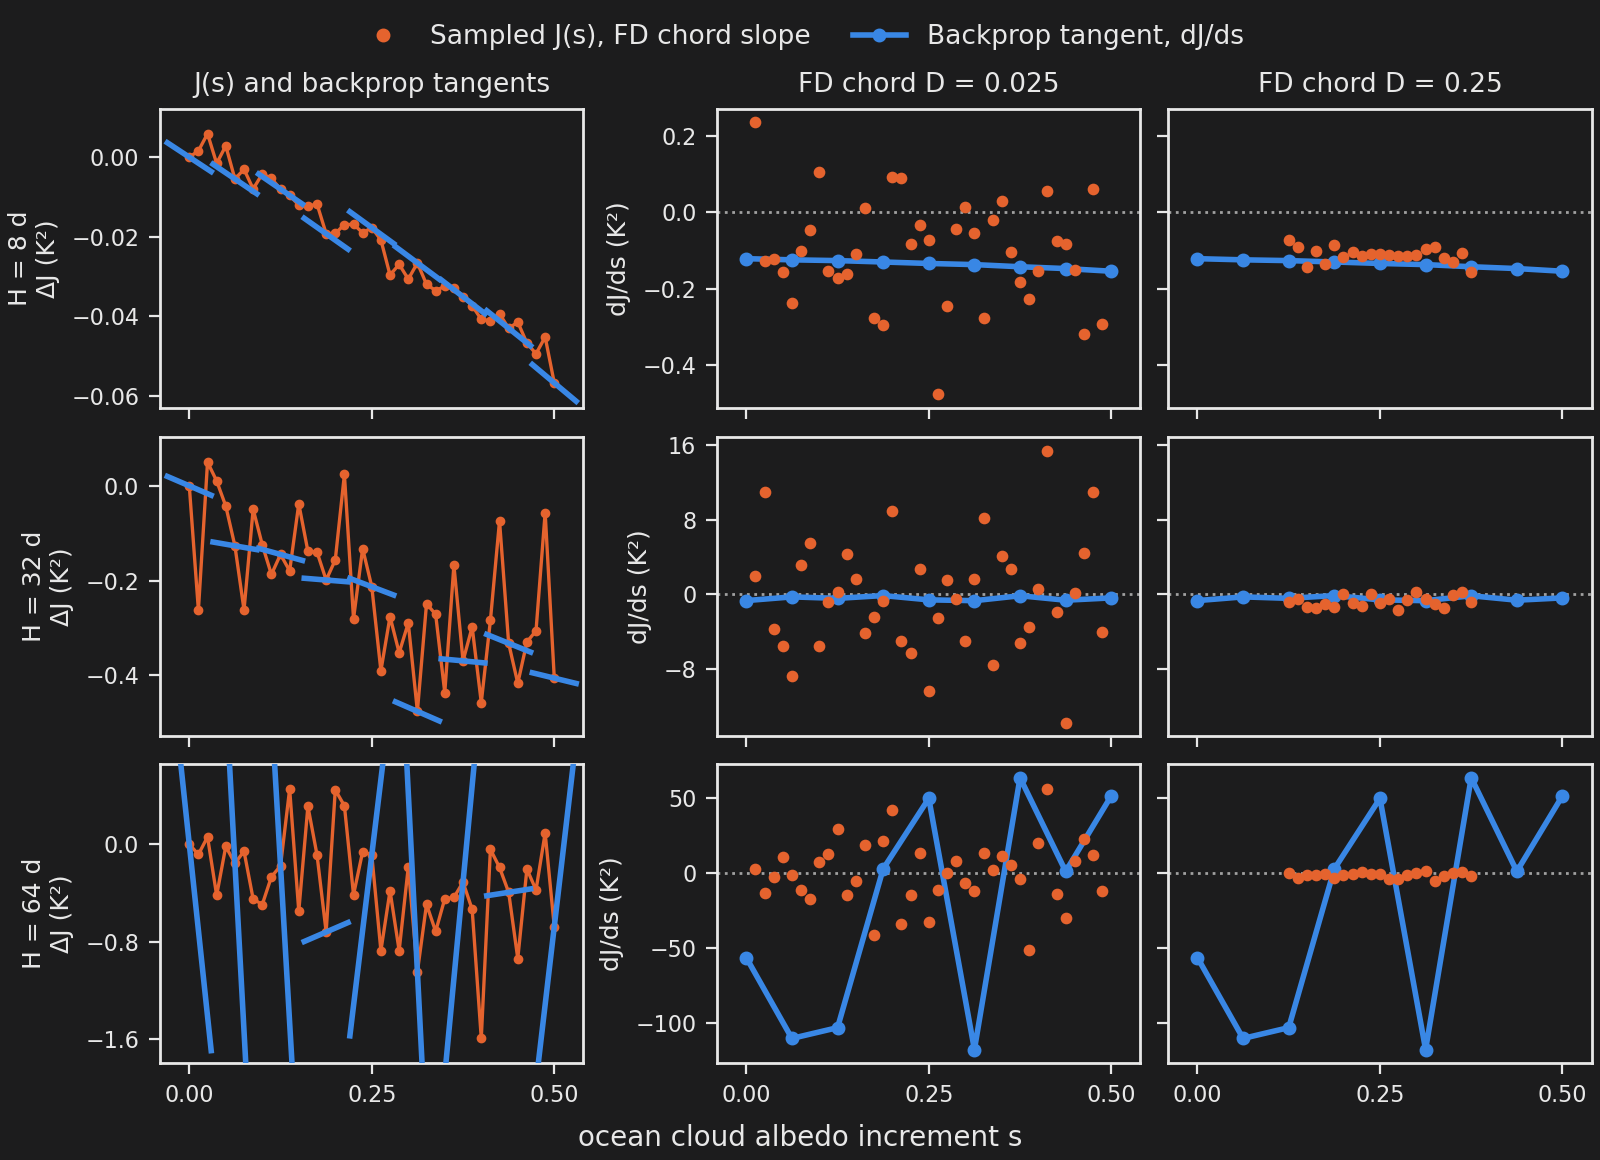 Sampled J(s), FD chord slope
Backprop tangent, dJ/ds
J(s) and backprop tangents
FD chord D = 0.025
FD chord D = 0.25
H = 8 d
ΔJ (K²)
0.00
−0.02
−0.04
−0.06
dJ/ds (K²)
0.2
0.0
−0.2
−0.4
H = 32 d
ΔJ (K²)
0.0
−0.2
−0.4
dJ/ds (K²)
16
8
0
−8
H = 64 d
ΔJ (K²)
0.0
−0.8
−1.6
dJ/ds (K²)
50
0
−50
−100
0.00 0.25 0.50
0.00 0.25 0.50
0.00 0.25 0.50
ocean cloud albedo increment s